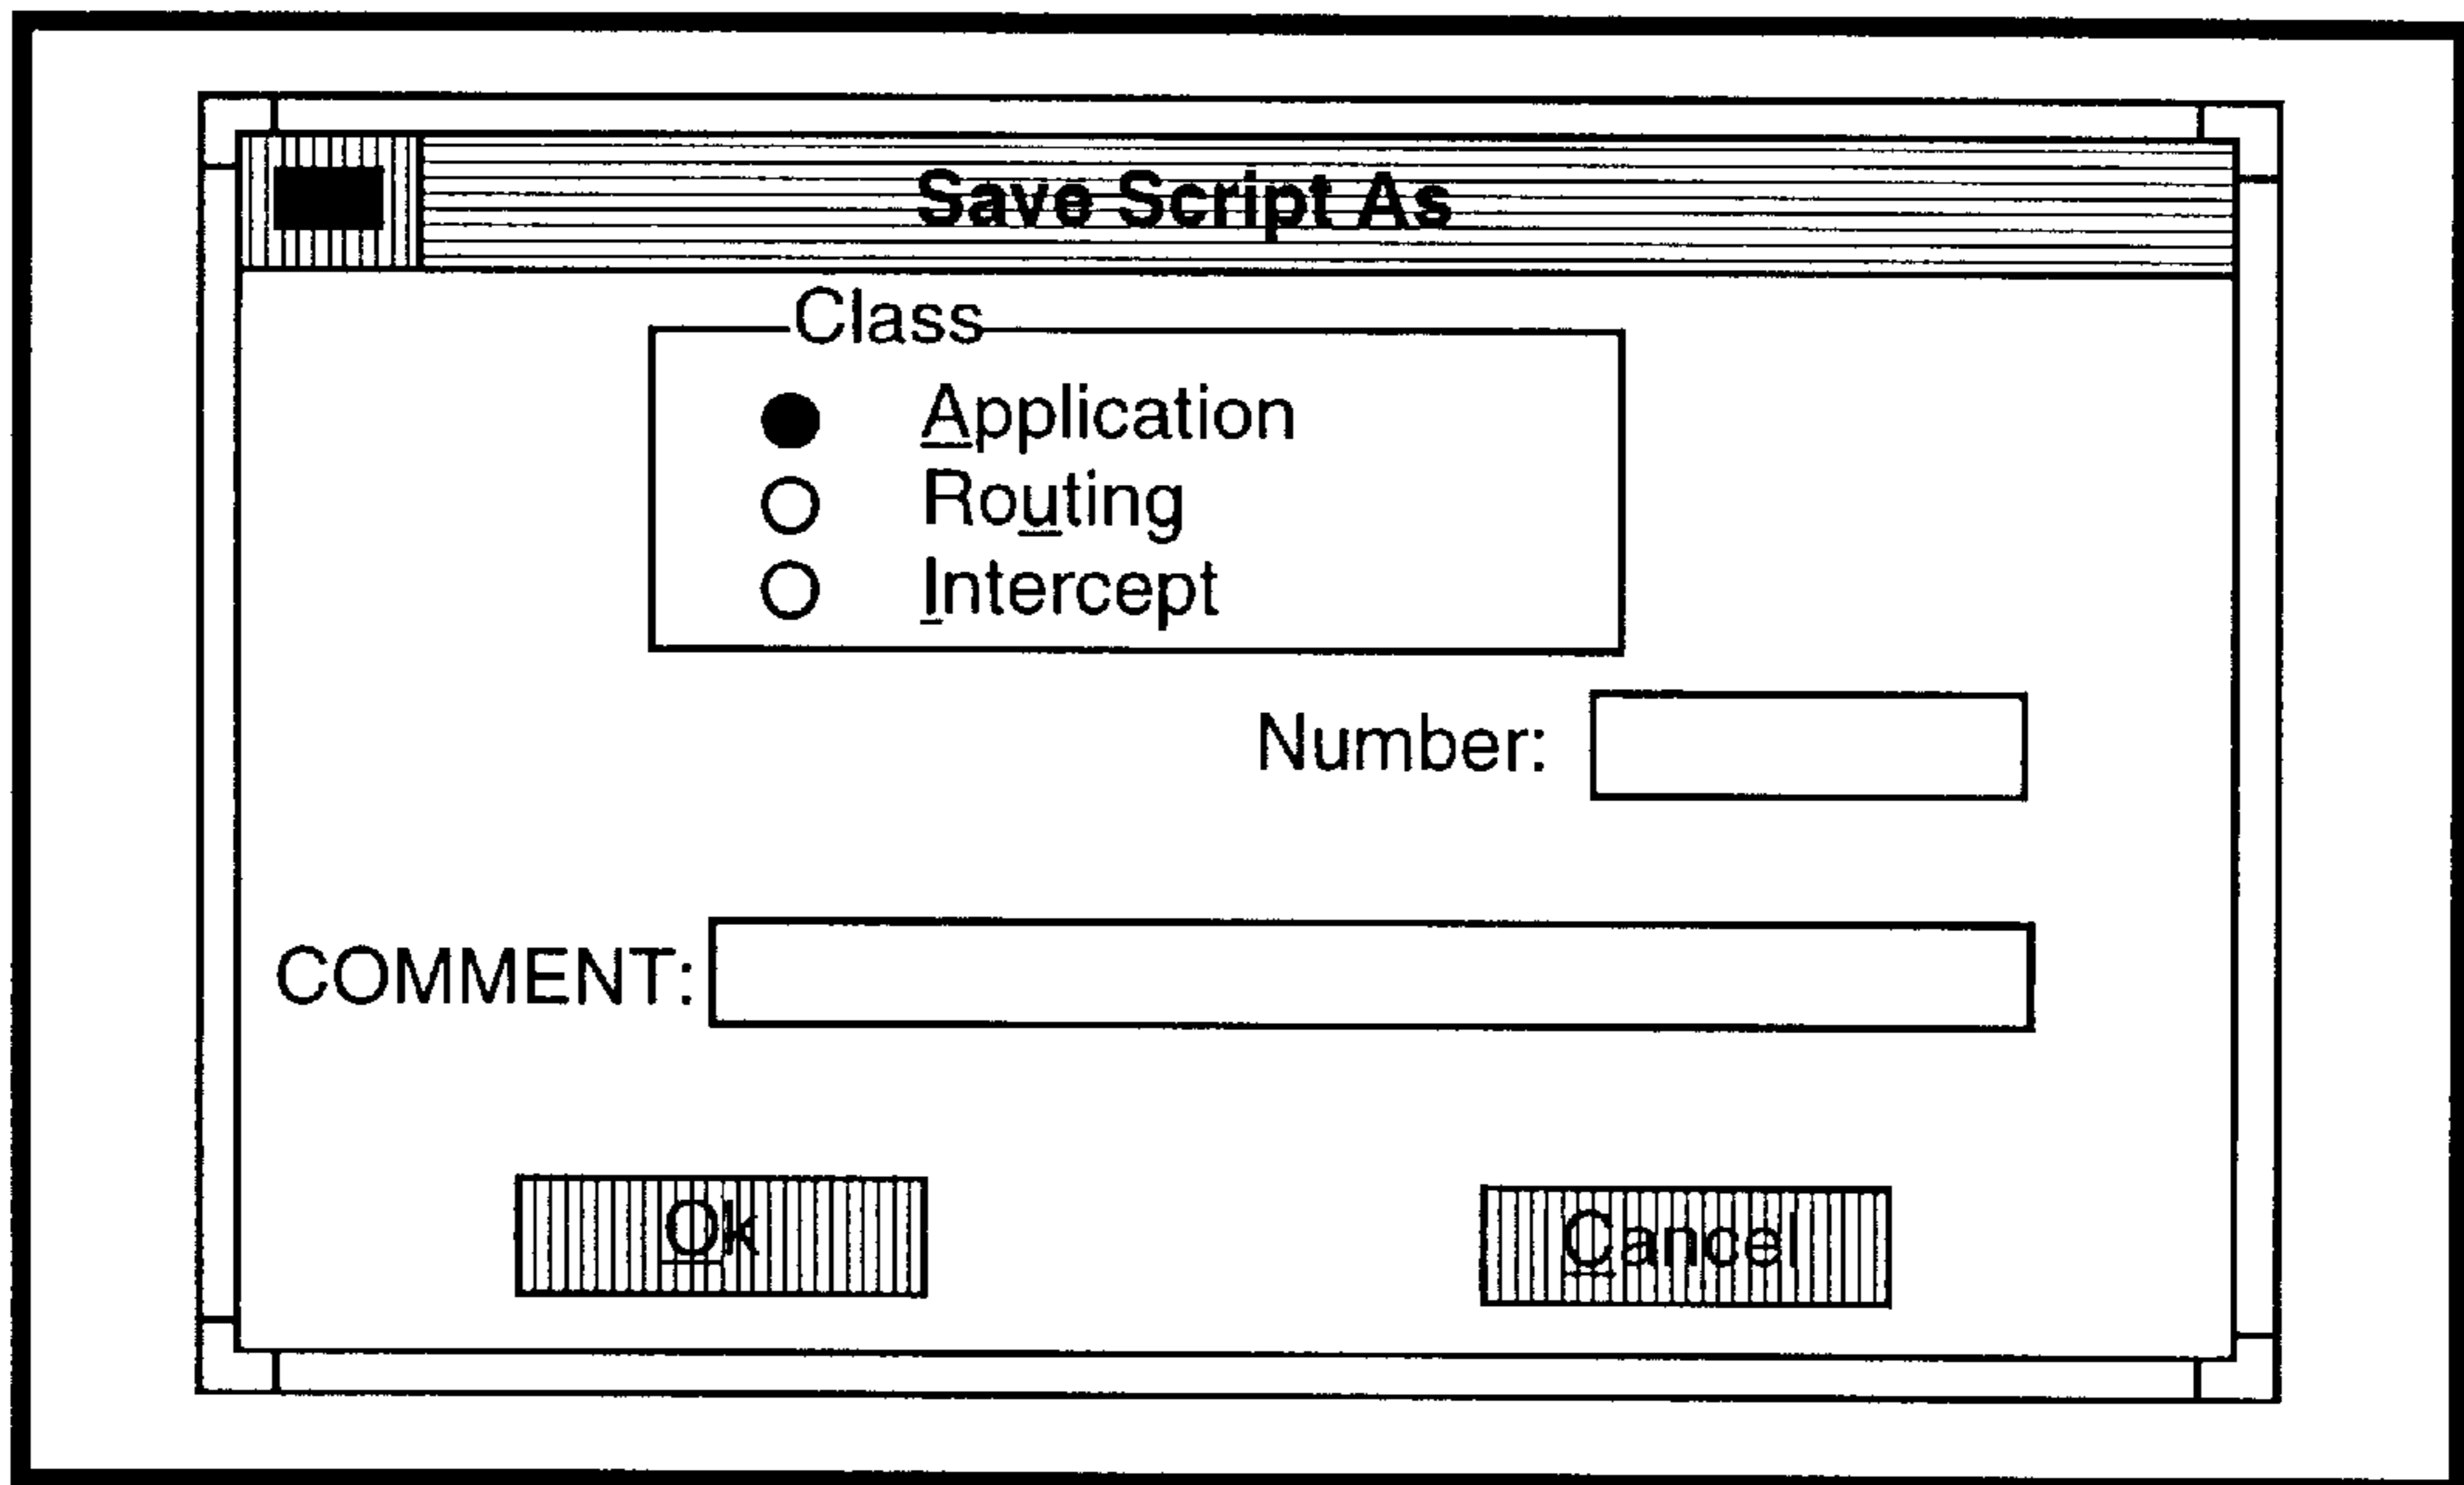 Save Script As
Class
Application
Routing
Intercept
Number:
COMMENT:
Ok
Cancel